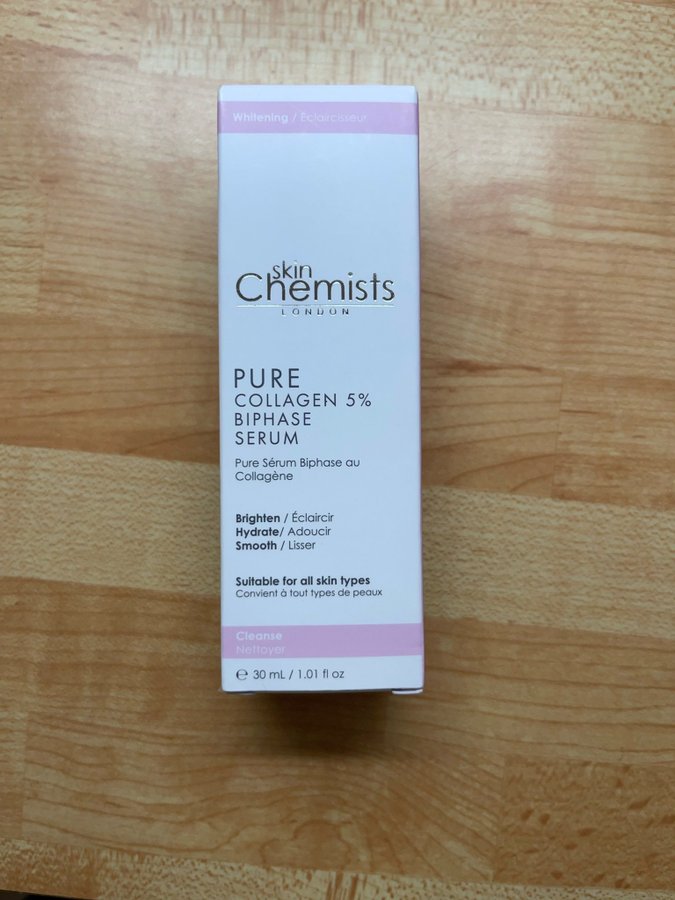 Whitening / Éclaircisseur
skin
Chemists
LONDON
PURE
COLLAGEN 5%
BIPHASE
SERUM
Pure Sérum Biphase au
Collagène
Brighten / Éclaircir
Hydrate/ Adoucir
Smooth / Lisser
Suitable for all skin types
Convient à tout types de peaux
Cleanse
Nettoyer
℮ 30 mL / 1.01 fl oz